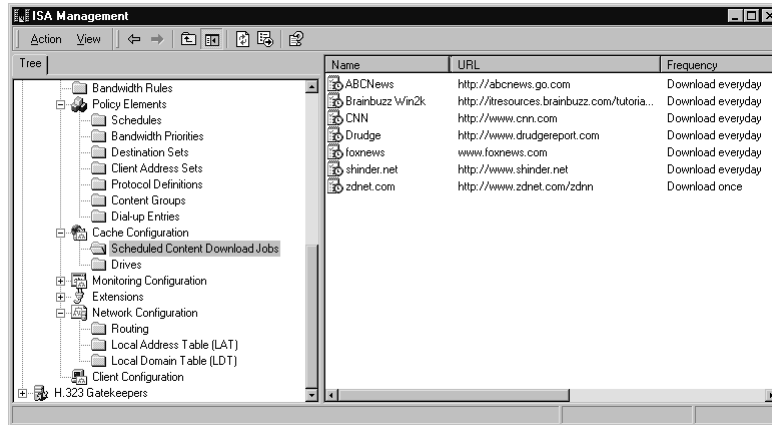 ISA Management
Action View
Tree
Bandwidth Rules
Policy Elements
Schedules
Bandwidth Priorities
Destination Sets
Client Address Sets
Protocol Definitions
Content Groups
Dial-up Entries
Cache Configuration
Scheduled Content Download Jobs
Drives
Monitoring Configuration
Extensions
Network Configuration
Routing
Local Address Table (LAT)
Local Domain Table (LDT)
Client Configuration
H.323 Gatekeepers
Name URL Frequency
ABCNews http://abcnews.go.com Download everyday
Brainbuzz Win2k http://itresources.brainbuzz.com/tutoria... Download everyday
CNN http://www.cnn.com Download everyday
Drudge http://www.drudgereport.com Download everyday
foxnews www.foxnews.com Download everyday
shinder.net http://www.shinder.net Download everyday
zdnet.com http://www.zdnet.com/zdnn Download once